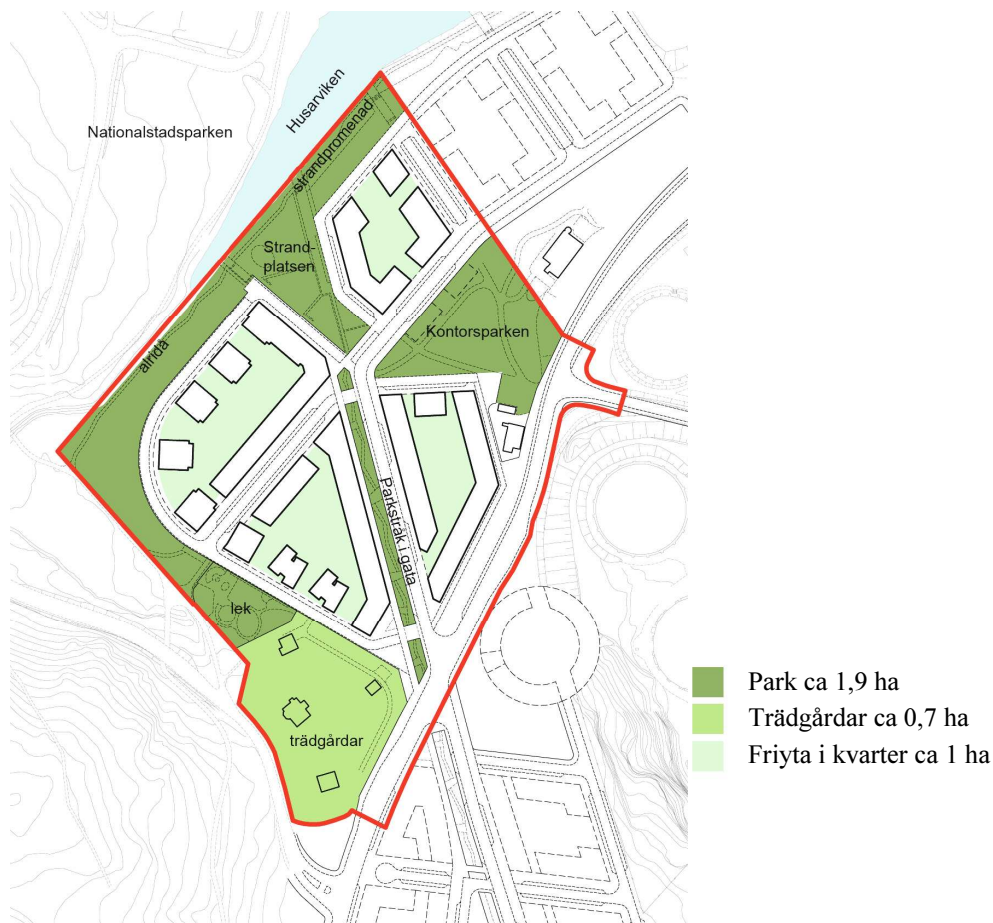 Husarviken
Nationalstadsparken
strandpromenad
Strand-
platsen
Kontorsparken
alridå
Parkstråk i gata
lek
trädgårdar
Park ca 1,9 ha
Trädgårdar ca 0,7 ha
Friyta i kvarter ca 1 ha